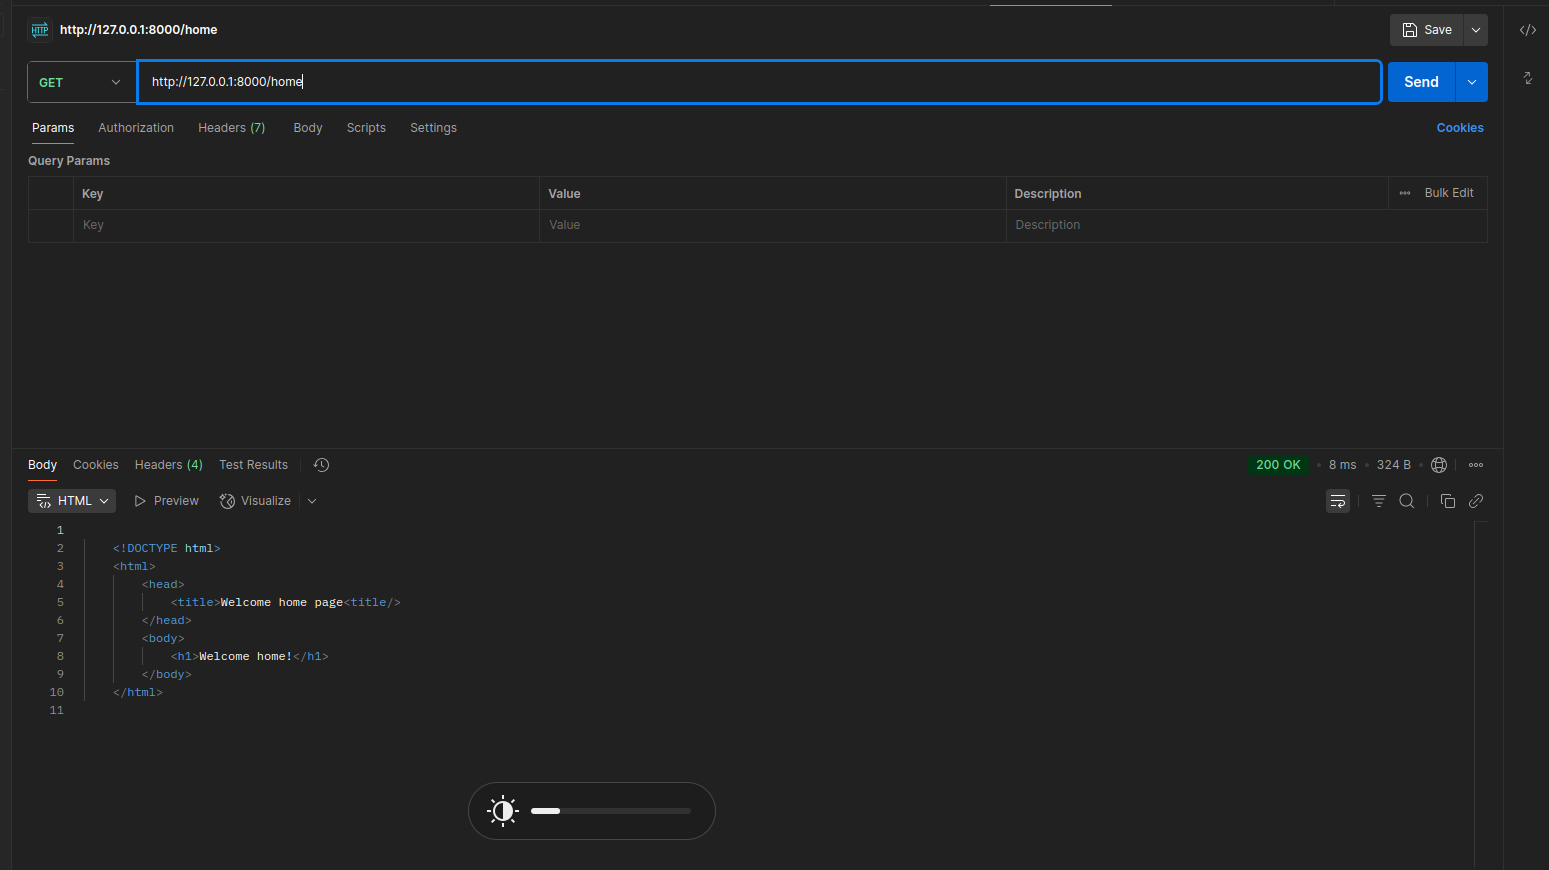 HTTP http://127.0.0.1:8000/home Save
GET http://127.0.0.1:8000/home Send
Params Authorization Headers (7) Body Scripts Settings Cookies
Query Params
Key Value Description Bulk Edit
Key Value Description
Body Cookies Headers (4) Test Results 200 OK • 8 ms • 324 B •
HTML Preview Visualize
1
2 <!DOCTYPE html>
3 <html>
4 <head>
5 <title>Welcome home page<title/>
6 </head>
7 <body>
8 <h1>Welcome home!</h1>
9 </body>
10 </html>
11